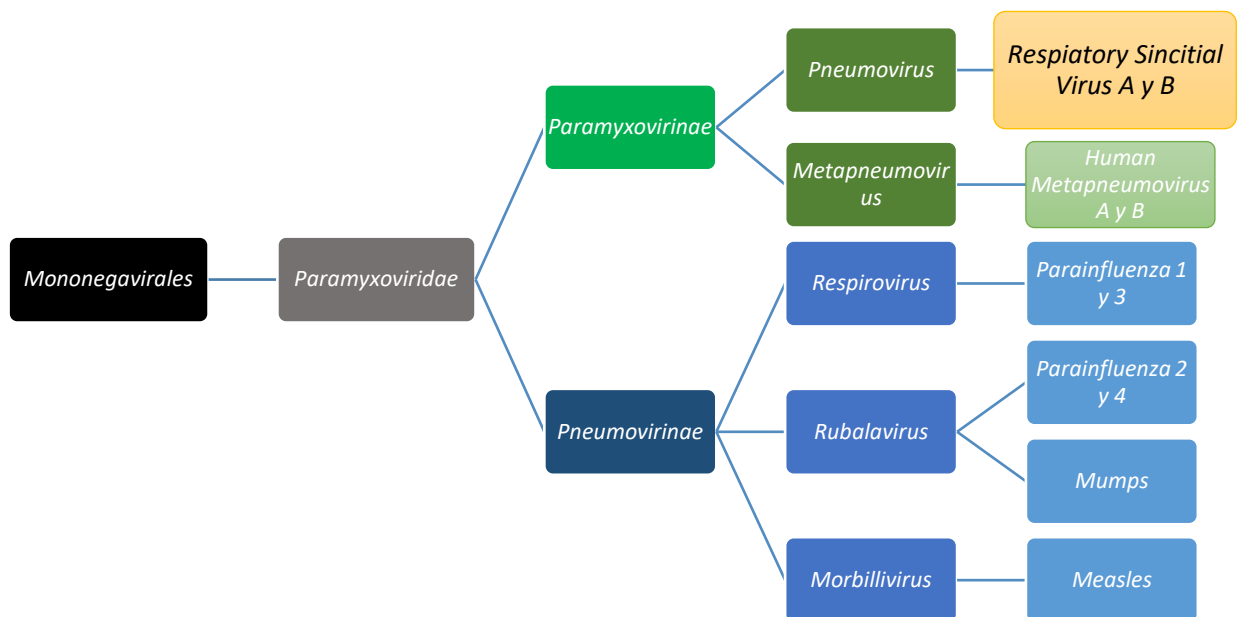 Mononegavirales
Paramyxoviridae
Paramyxovirinae
Pneumovirus
Respiatory Sincitial
Virus A y B
Metapneumovir
us
Human
Metapneumovirus
A y B
Pneumovirinae
Respirovirus
Parainfluenza 1
y 3
Rubalavirus
Parainfluenza 2
y 4
Mumps
Morbillivirus
Measles